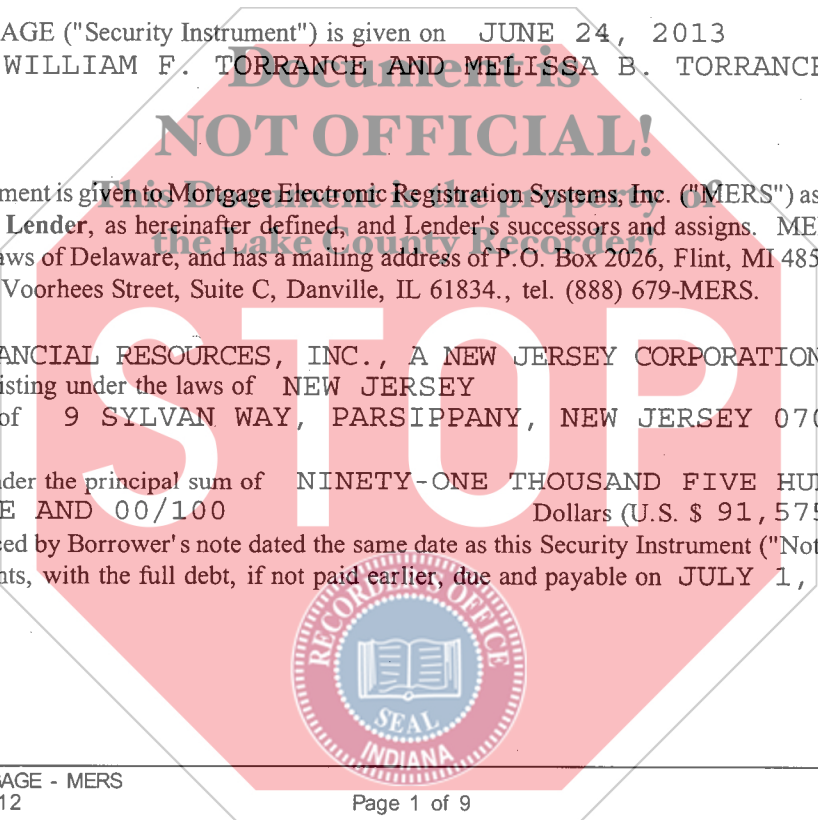 AGE ("Security Instrument") is given on JUNE 24, 2013
WILLIAM F. TORRANCE AND MELISSA B. TORRANCE
Document is
NOT OFFICIAL!
This Document is the property of
the Lake County Recorder!
ment is given to Mortgage Electronic Registration Systems, Inc. ("MERS") as
Lender, as hereinafter defined, and Lender's successors and assigns. ME
aws of Delaware, and has a mailing address of P.O. Box 2026, Flint, MI 485
Voorhees Street, Suite C, Danville, IL 61834., tel. (888) 679-MERS.
STOP
ANCIAL RESOURCES, INC., A NEW JERSEY CORPORATION
isting under the laws of NEW JERSEY
of 9 SYLVAN WAY, PARSIPPANY, NEW JERSEY 070
der the principal sum of NINETY-ONE THOUSAND FIVE HU
E AND 00/100 Dollars (U.S. $ 91,575
ced by Borrower's note dated the same date as this Security Instrument ("Not
nts, with the full debt, if not paid earlier, due and payable on JULY 1,
RECORDER'S OFFICE
SEAL
INDIANA
GAGE - MERS
12 Page 1 of 9